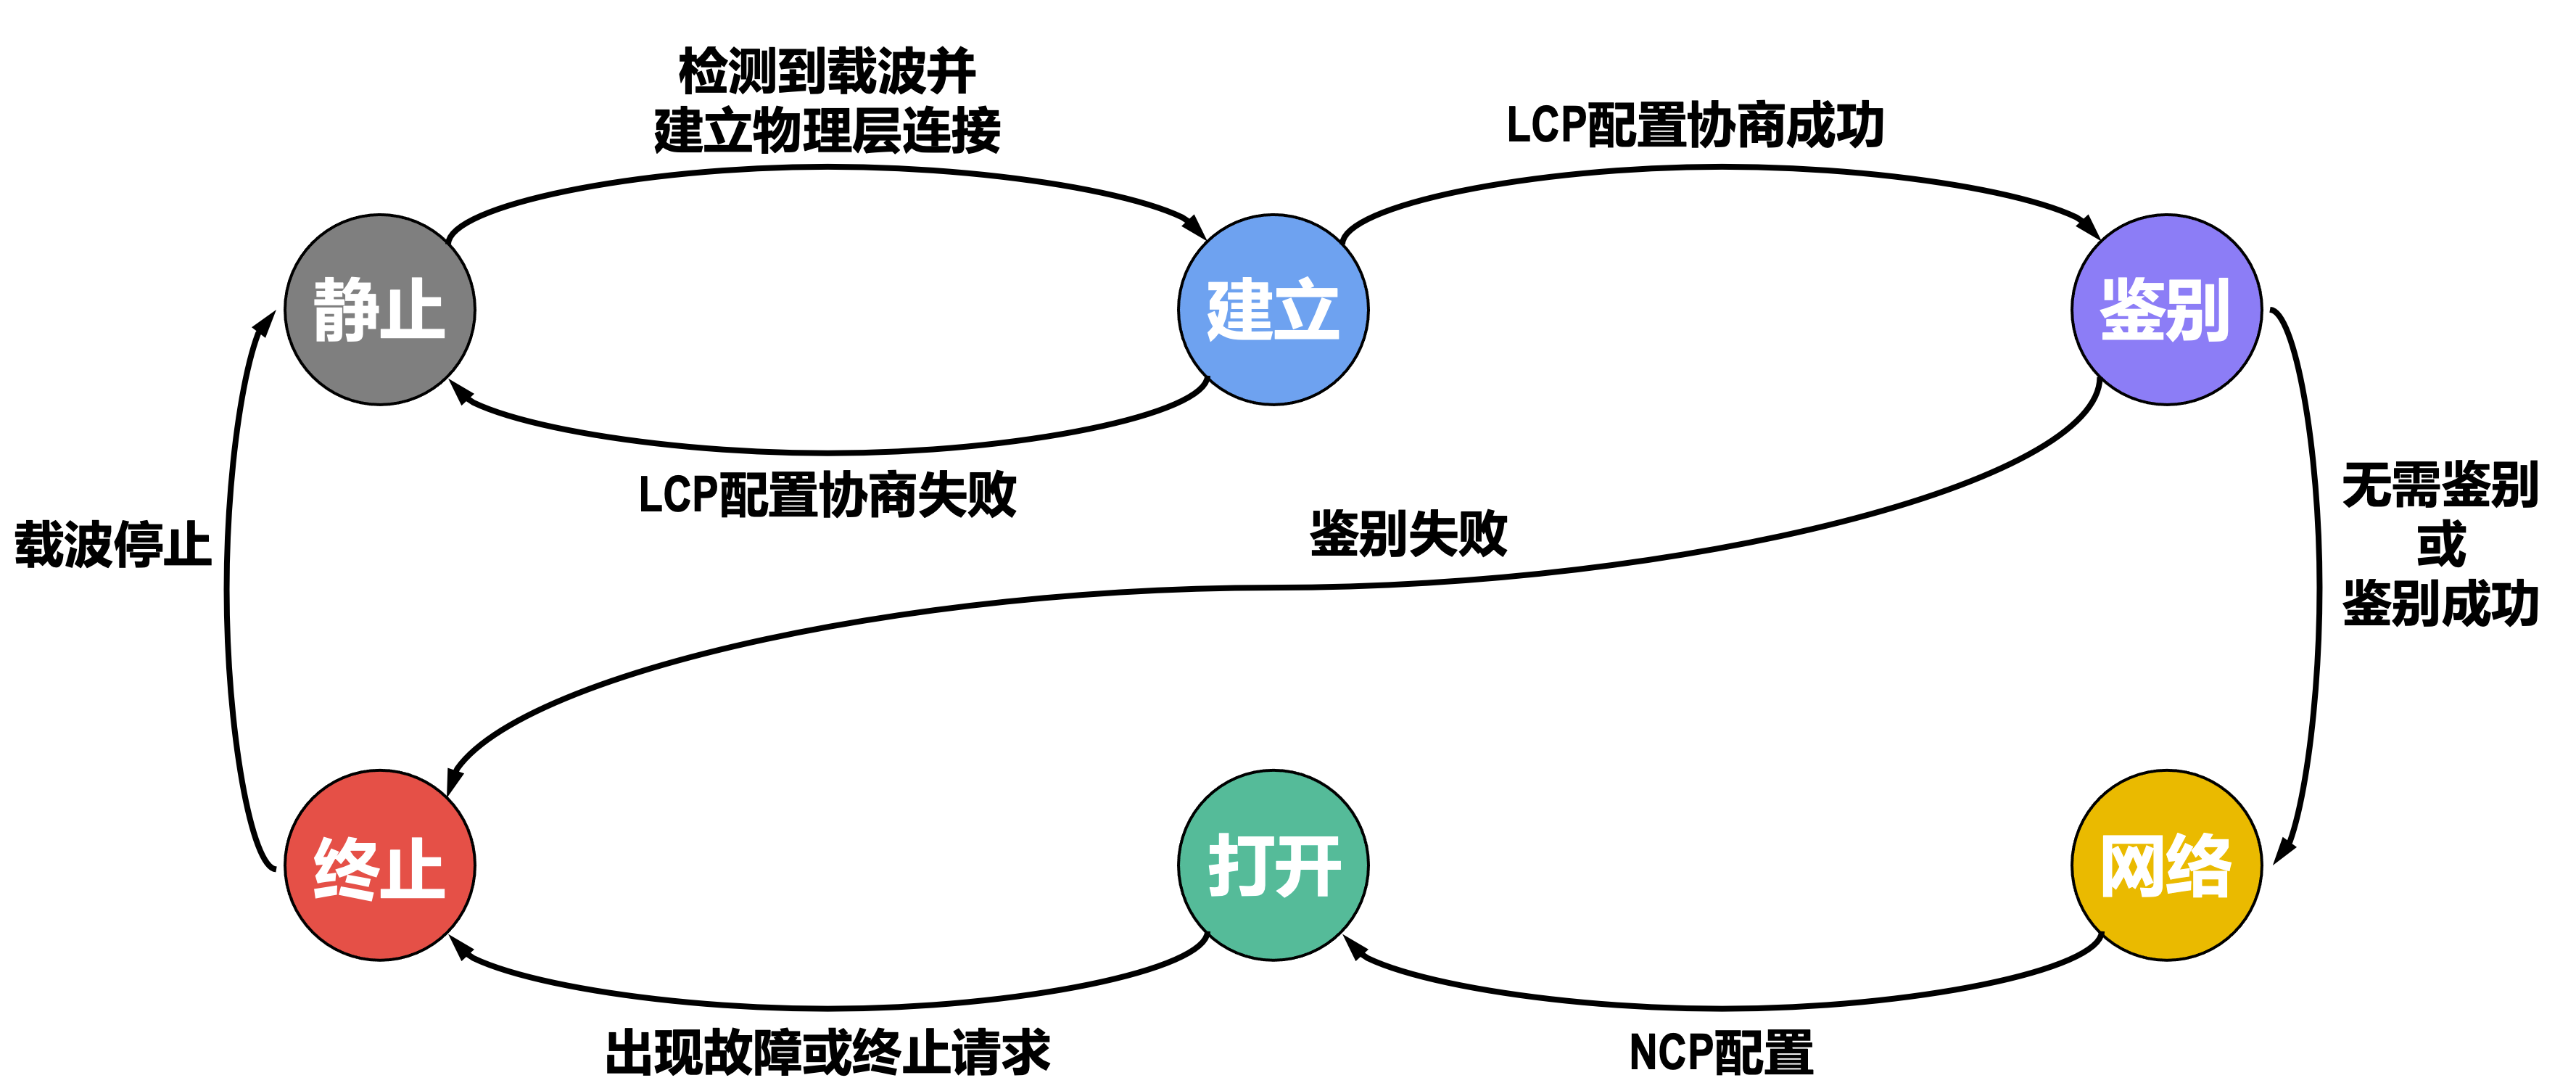 检测到载波并
建立物理层连接
LCP配置协商成功
静止
建立
鉴别
LCP配置协商失败
载波停止
鉴别失败
无需鉴别
或
鉴别成功
终止
打开
网络
出现故障或终止请求
NCP配置